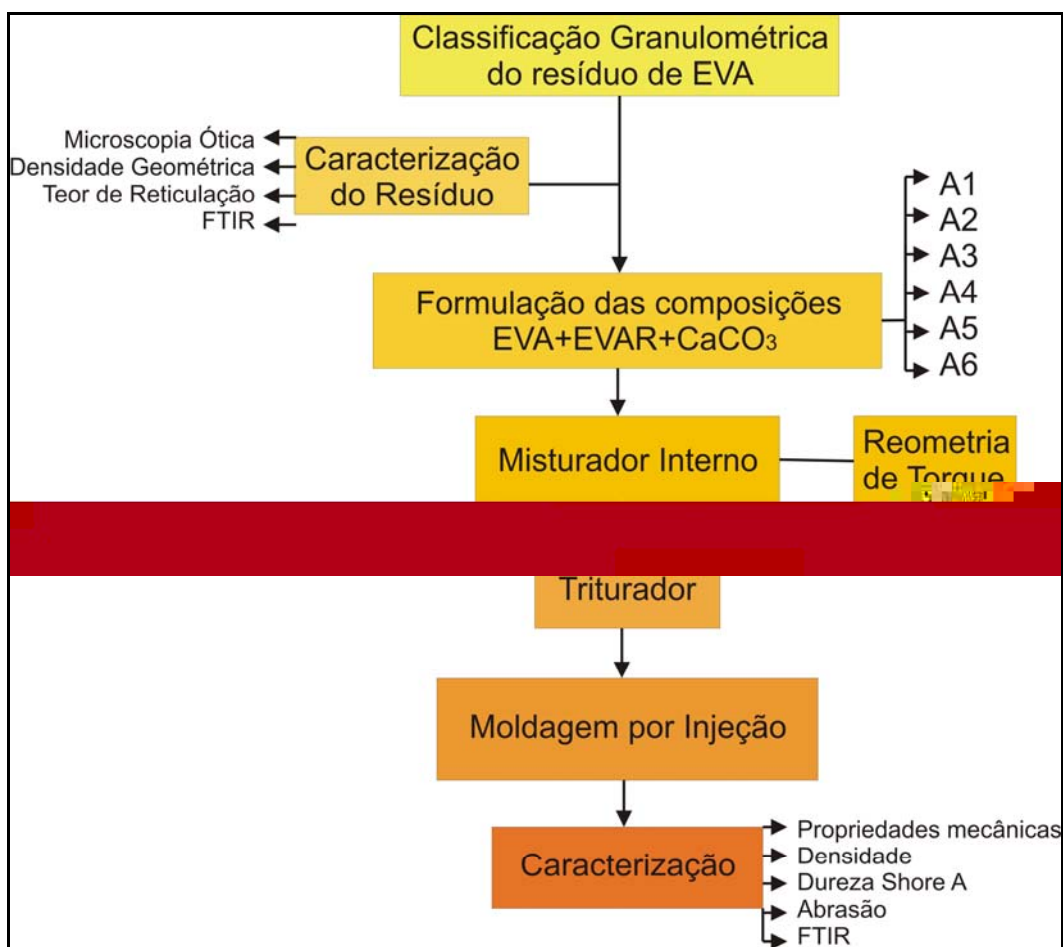 Classificação Granulométrica
do resíduo de EVA
Microscopia Ótica
Densidade Geométrica
Teor de Reticulação
FTIR
Caracterização
do Resíduo
A1
A2
A3
A4
A5
A6
Formulação das composições
EVA+EVAR+CaCO₃
Misturador Interno
Reometria
de Torque
Triturador
Moldagem por Injeção
Caracterização
Propriedades mecânicas
Densidade
Dureza Shore A
Abrasão
FTIR